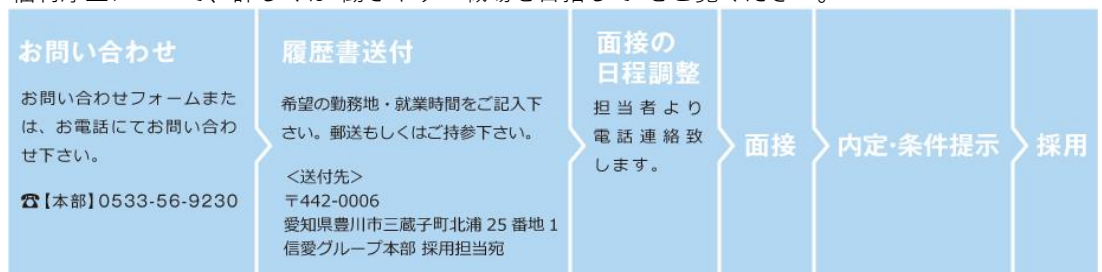 お問い合わせ
お問い合わせフォームまた
は、お電話にてお問い合わ
せ下さい。
☎【本部】0533-56-9230
履歴書送付
希望の勤務地・就業時間をご記入下
さい。郵送もしくはご持参下さい。
＜送付先＞
〒442-0006
愛知県豊川市三蔵子町北浦 25 番地 1
信愛グループ本部 採用担当宛
面接の
日程調整
担当者より
電話連絡致
します。
面接
内定・条件提示
採用